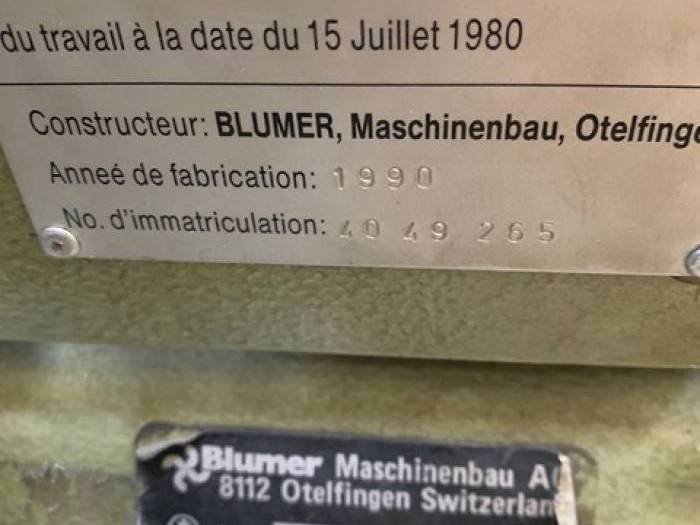 du travail à la date du 15 Juillet 1980
Constructeur: BLUMER, Maschinenbau, Otelfinge
Anneé de fabrication: 1990
No. d'immatriculation: 40 49 265
Blumer Maschinenbau A
8112 Otelfingen Switzerlan